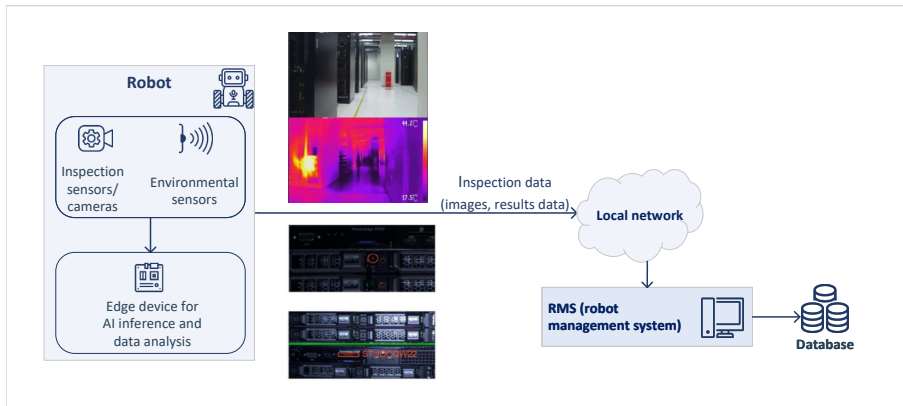 Robot
Inspection
sensors/
cameras
Environmental
sensors
Edge device for
AI inference and
data analysis
44.2℃
17.5℃
Inspection data
(images, results data)
Local network
RMS (robot
management system)
Database